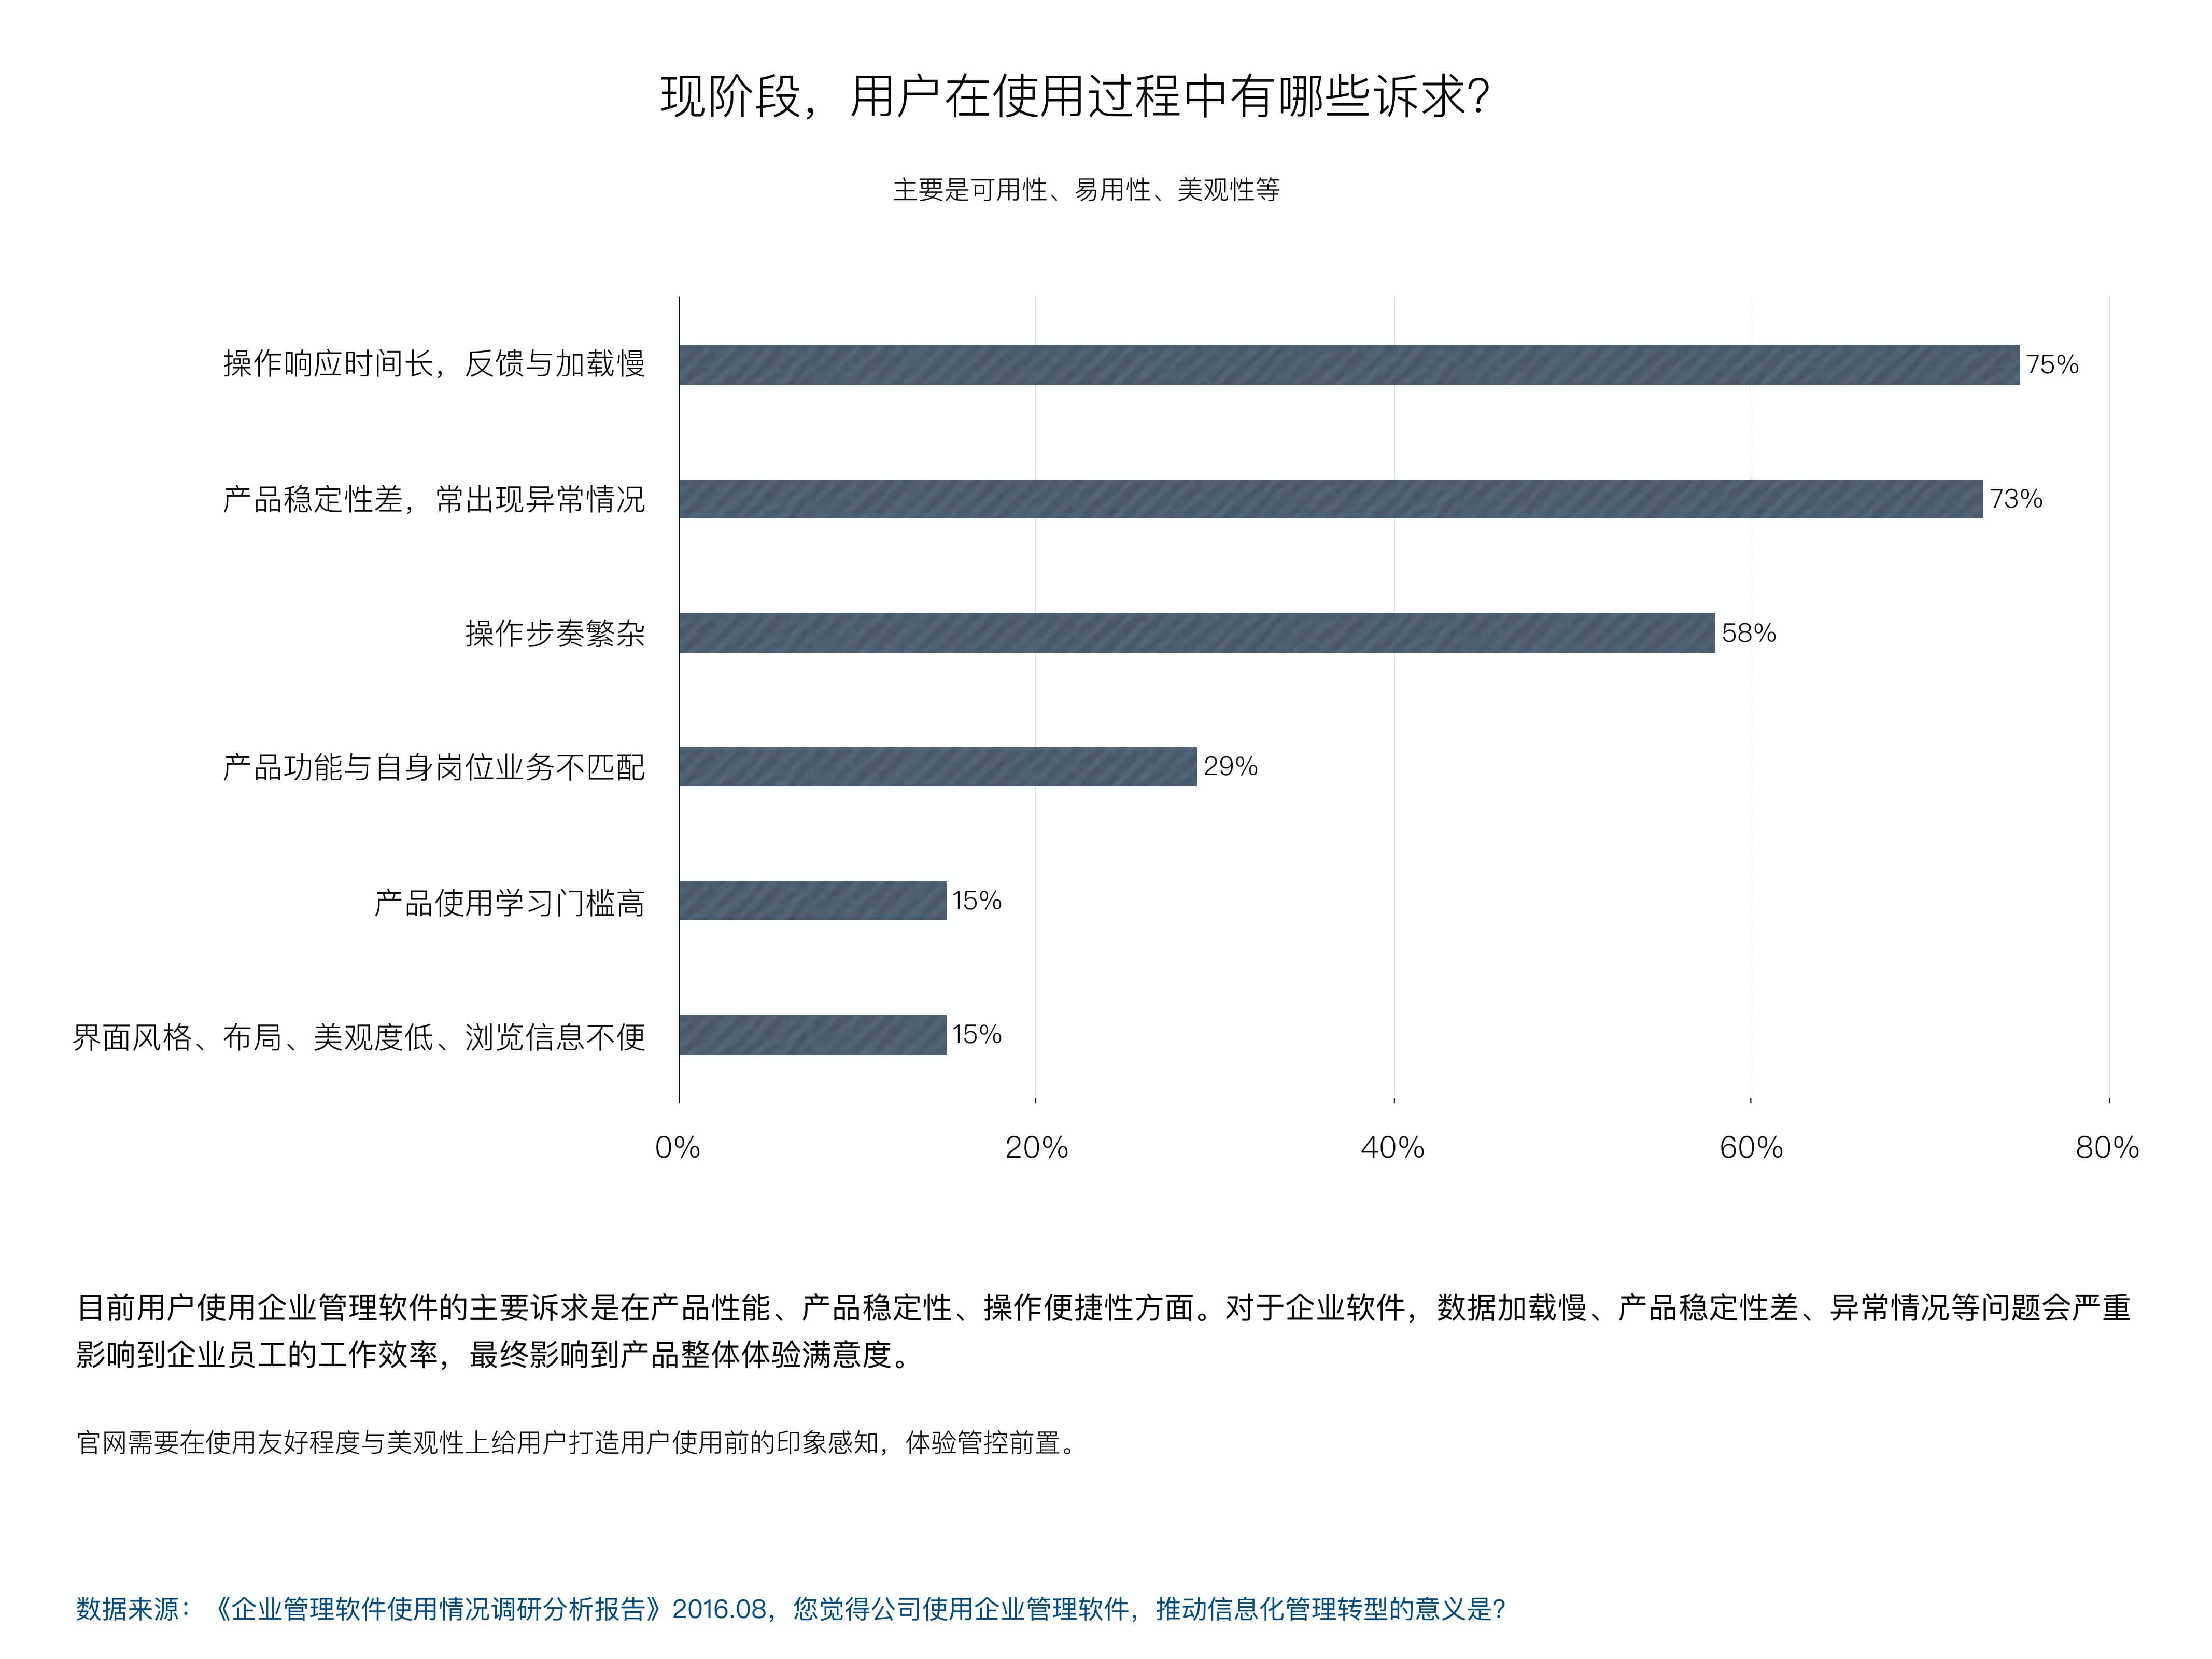 现阶段，用户在使用过程中有哪些诉求？
主要是可用性、易用性、美观性等
操作响应时间长，反馈与加载慢
75%
产品稳定性差，常出现异常情况
73%
操作步奏繁杂
58%
产品功能与自身岗位业务不匹配
29%
产品使用学习门槛高
15%
界面风格、布局、美观度低、浏览信息不便
15%
0%
20%
40%
60%
80%
目前用户使用企业管理软件的主要诉求是在产品性能、产品稳定性、操作便捷性方面。对于企业软件，数据加载慢、产品稳定性差、异常情况等问题会严重
影响到企业员工的工作效率，最终影响到产品整体体验满意度。
官网需要在使用友好程度与美观性上给用户打造用户使用前的印象感知，体验管控前置。
数据来源：《企业管理软件使用情况调研分析报告》2016.08，您觉得公司使用企业管理软件，推动信息化管理转型的意义是？